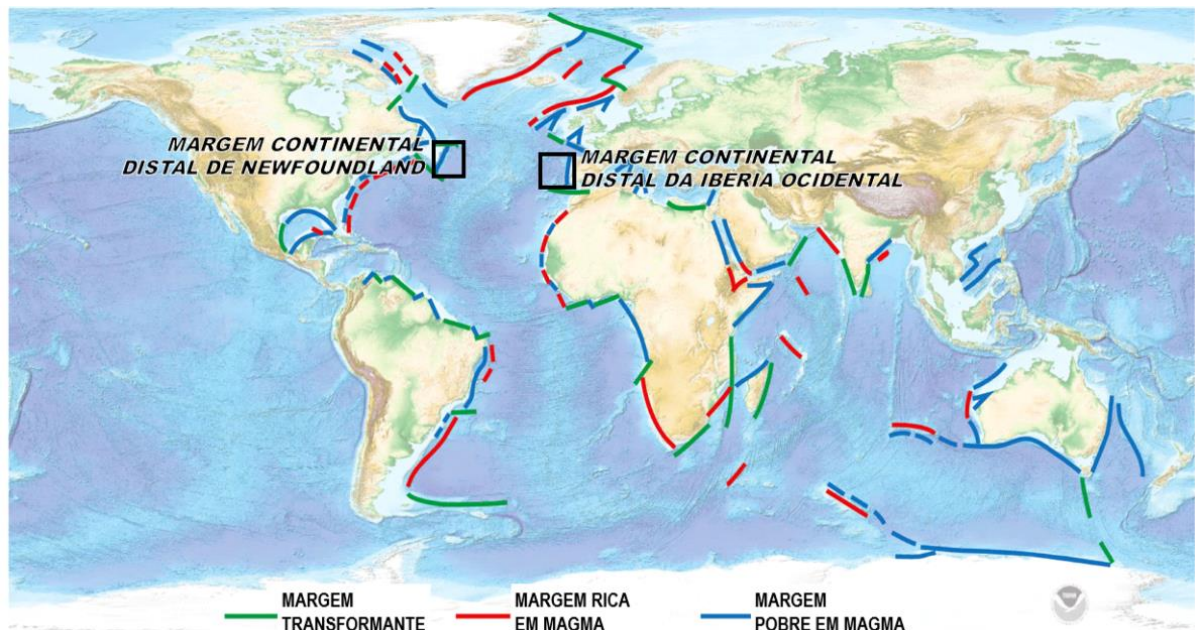 MARGEM CONTINENTAL
DISTAL DE NEWFOUNDLAND
MARGEM CONTINENTAL
DISTAL DA IBERIA OCIDENTAL
MARGEM
TRANSFORMANTE
MARGEM RICA
EM MAGMA
MARGEM
POBRE EM MAGMA